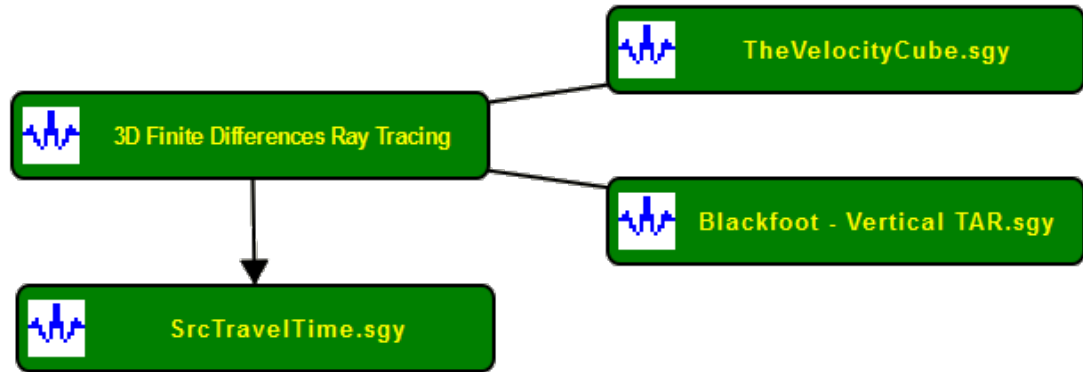 TheVelocityCube.sgy
3D Finite Differences Ray Tracing
Blackfoot - Vertical TAR.sgy
SrcTravelTime.sgy